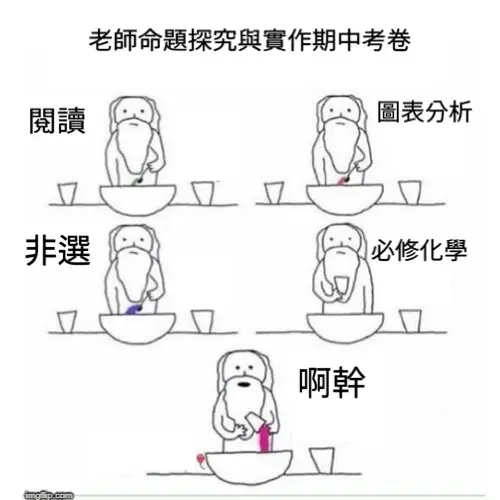 老師命題探究與實作期中考卷
閱讀
圖表分析
非選
必修化學
啊幹
imgflip.com